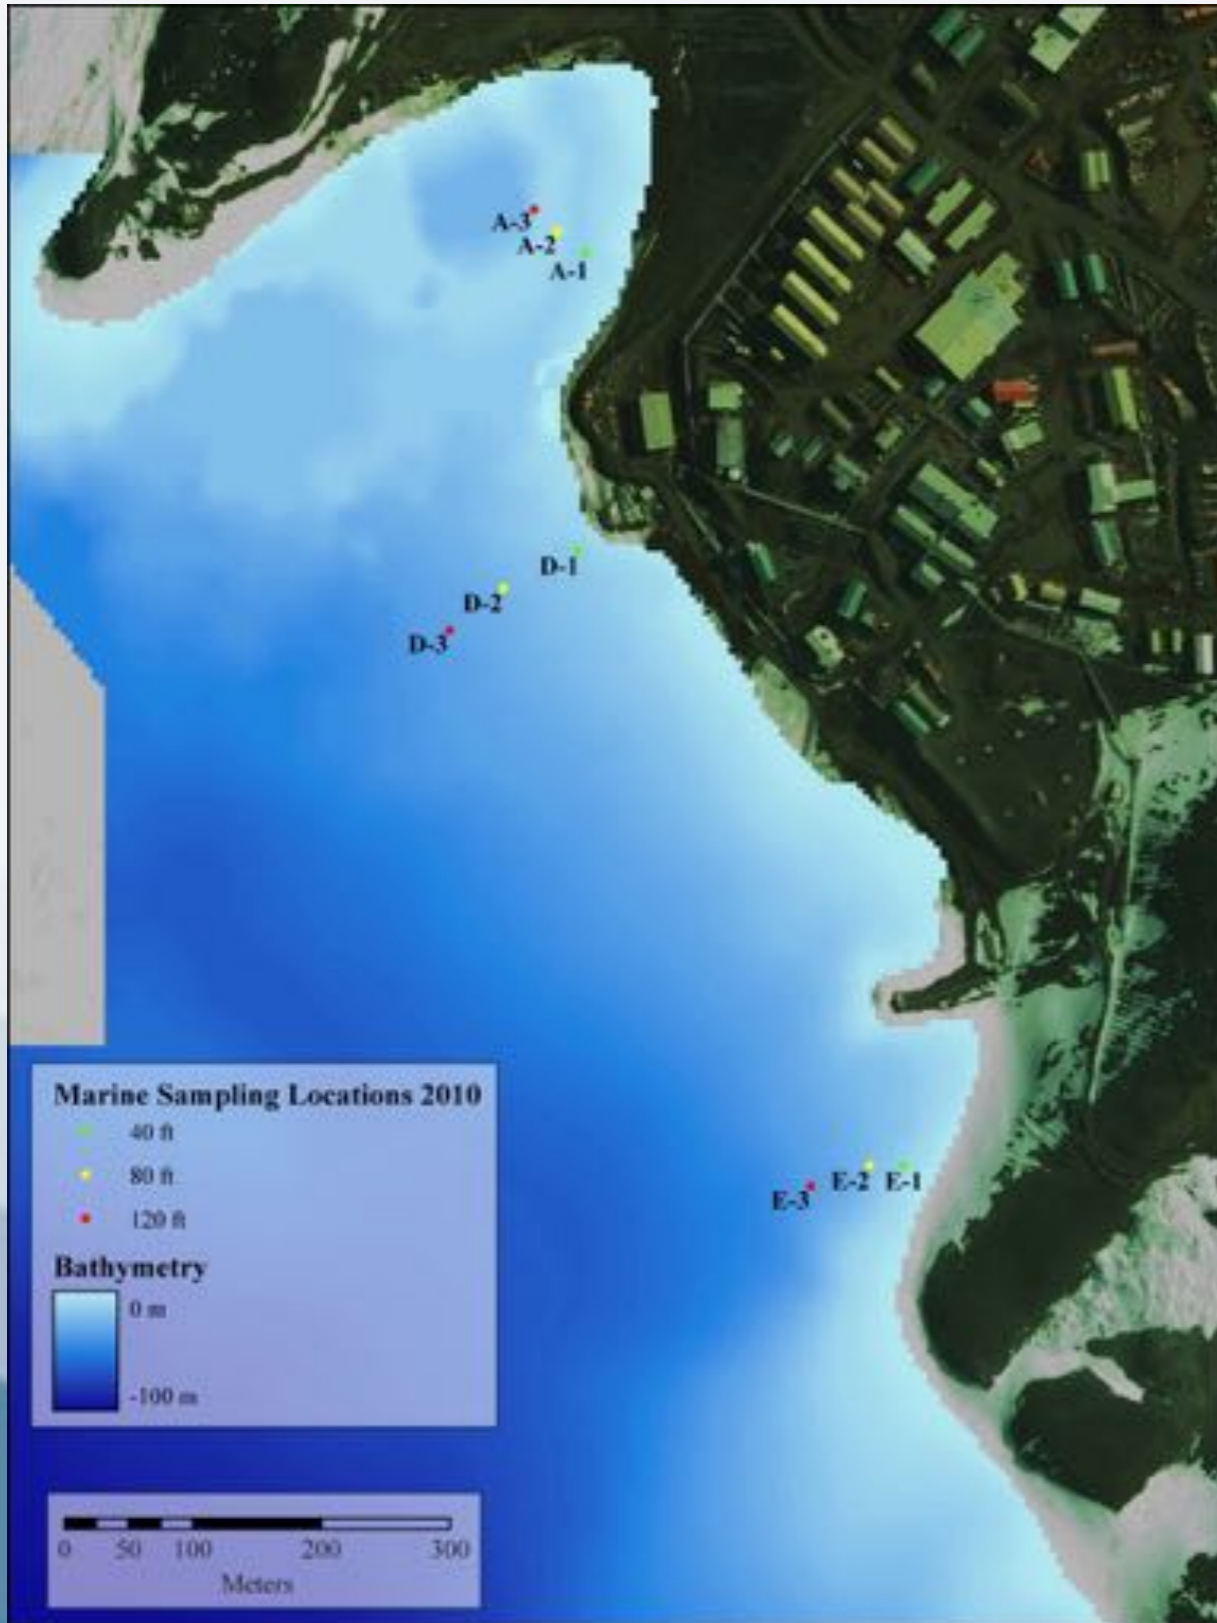 A-3
A-2
A-1
D-1
D-2
D-3
E-3
E-2
E-1
Marine Sampling Locations 2010
40 ft
80 ft
120 ft
Bathymetry
0 m
-100 m
0 50 100 200 300
Meters